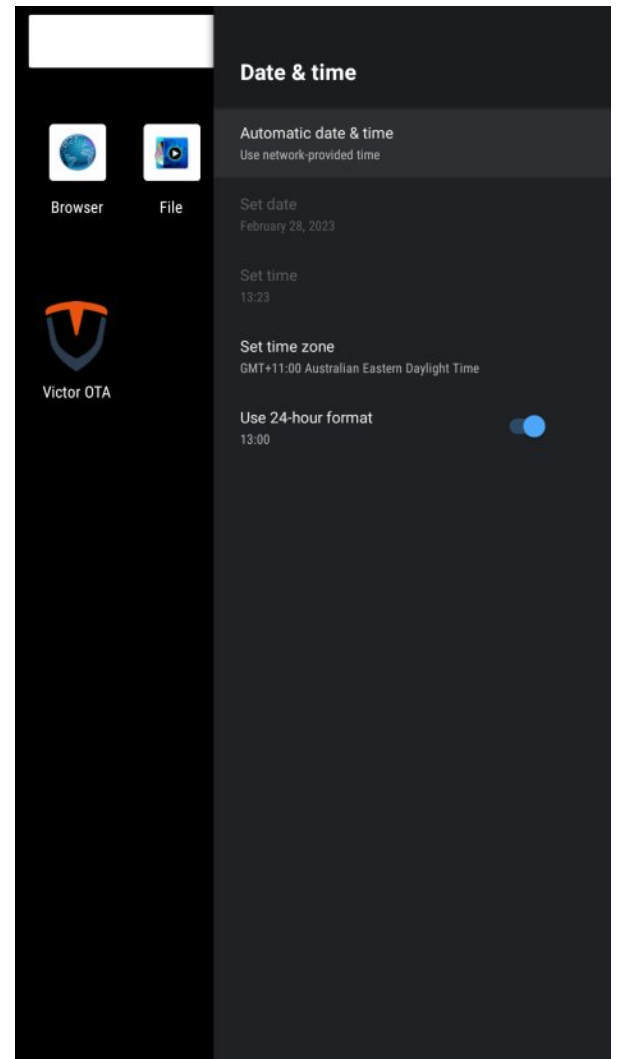 Date & time
Automatic date & time
Use network-provided time
Browser
File
Set date
February 28, 2023
Set time
13:23
Set time zone
GMT+11:00 Australian Eastern Daylight Time
Victor OTA
Use 24-hour format
13:00